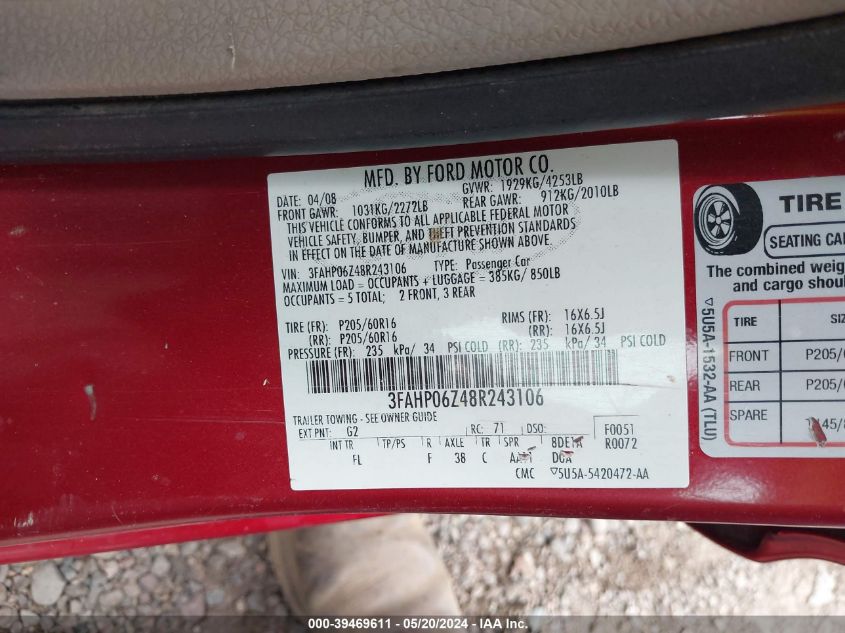 MFD. BY FORD MOTOR CO.
DATE: 04/08 GVWR: 1929KG/4253LB
FRONT GAWR: 1031KG/2272LB REAR GAWR: 912KG/2010LB
THIS VEHICLE CONFORMS TO ALL APPLICABLE FEDERAL MOTOR
VEHICLE SAFETY, BUMPER, AND THEFT PREVENTION STANDARDS
IN EFFECT ON THE DATE OF MANUFACTURE SHOWN ABOVE.
VIN: 3FAHP06Z48R243106 TYPE: Passenger Car
MAXIMUM LOAD = OCCUPANTS + LUGGAGE = 385KG/ 850LB
OCCUPANTS = 5 TOTAL; 2 FRONT, 3 REAR
TIRE (FR): P205/60R16 RIMS (FR): 16X6.5J
(RR): P205/60R16 (RR): 16X6.5J
PRESSURE (FR): 235 kPa/ 34 PSI COLD (RR): 235 kPa/ 34 PSI COLD
3FAHP06Z48R243106
TRAILER TOWING - SEE OWNER GUIDE
EXT PNT: G2 RC: 71 DSO: F0051
R0072
INT TR TP/PS R AXLE TR SPR
FL F 38 C
CMC ▽5U5A-5420472-AA
TIRE
SEATING CA
The combined weig
and cargo shou
▽5U5A-1532-AA (TLU)
TIRE SIZ
FRONT P205/
REAR P205/
SPARE 145/8
000-39469611 - 05/20/2024 - IAA Inc.